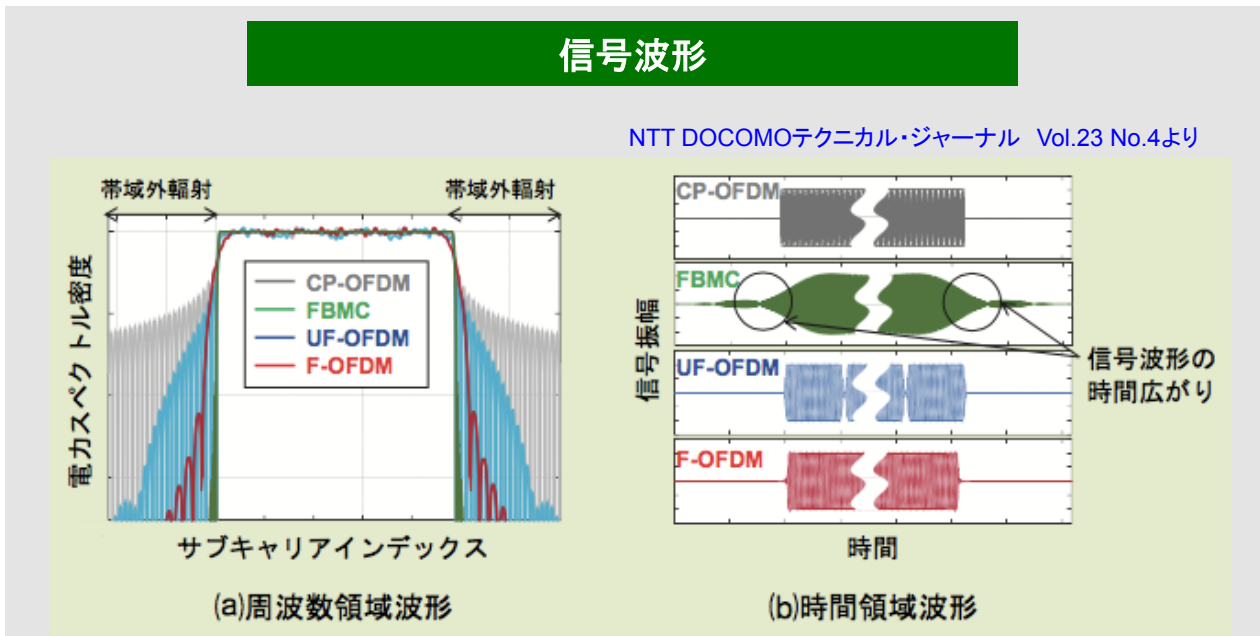 信号波形
NTT DOCOMOテクニカル・ジャーナル Vol.23 No.4より
帯域外輻射
帯域外輻射
電力スペクトル密度
CP-OFDM
FBMC
UF-OFDM
F-OFDM
サブキャリアインデックス
(a)周波数領域波形
信号振幅
CP-OFDM
FBMC
UF-OFDM
F-OFDM
信号波形の
時間広がり
時間
(b)時間領域波形